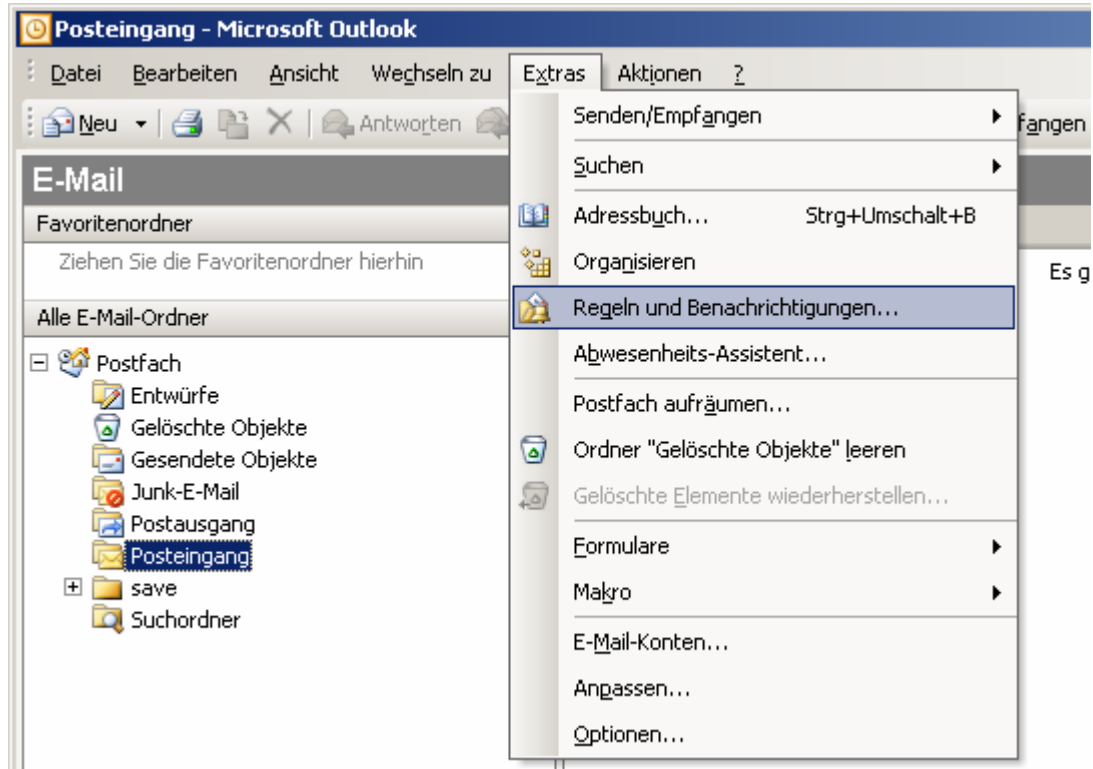 Posteingang - Microsoft Outlook
Datei Bearbeiten Ansicht Wechseln zu Extras Aktionen ?
Neu Antworten fangen
E-Mail
Favoritenordner
Ziehen Sie die Favoritenordner hierhin
Alle E-Mail-Ordner
Postfach
Entwürfe
Gelöschte Objekte
Gesendete Objekte
Junk-E-Mail
Postausgang
Posteingang
save
Suchordner
Senden/Empfangen
Suchen
Adressbuch... Strg+Umschalt+B
Organisieren
Regeln und Benachrichtigungen...
Abwesenheits-Assistent...
Postfach aufräumen...
Ordner "Gelöschte Objekte" leeren
Gelöschte Elemente wiederherstellen...
Formulare
Makro
E-Mail-Konten...
Anpassen...
Optionen...
Es g